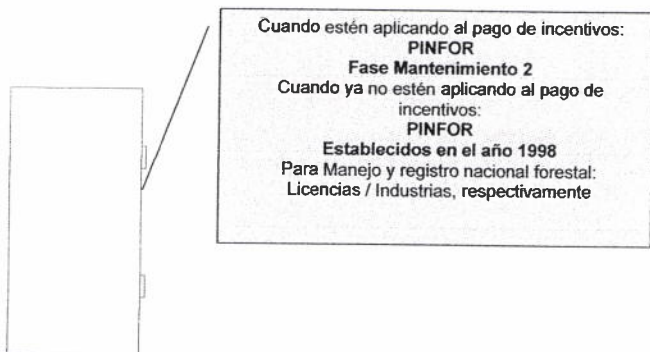 Cuando estén aplicando al pago de incentivos:
PINFOR
Fase Mantenimiento 2
Cuando ya no estén aplicando al pago de
incentivos:
PINFOR
Establecidos en el año 1998
Para Manejo y registro nacional forestal:
Licencias / Industrias, respectivamente